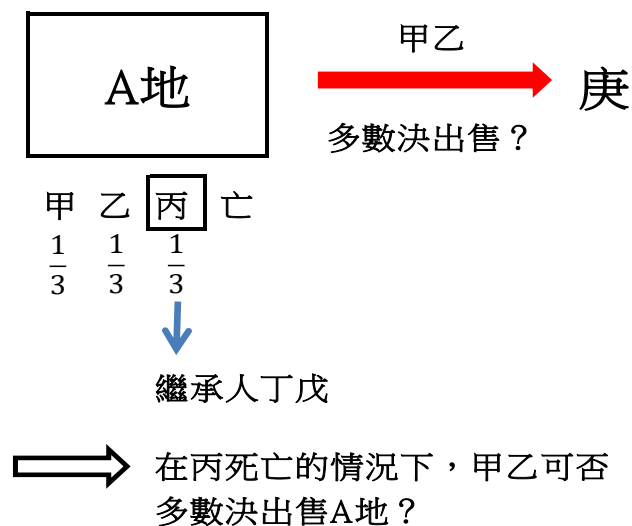 A地
甲乙
庚
多數決出售？
甲 乙 丙 亡
1/3 1/3 1/3
繼承人丁戊
在丙死亡的情況下，甲乙可否
多數決出售A地？